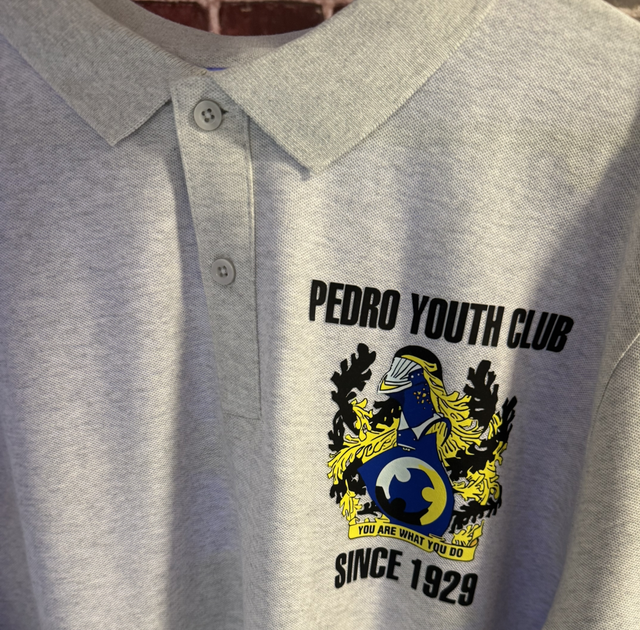 PEDRO YOUTH CLUB
YOU ARE WHAT YOU DO
SINCE 1929